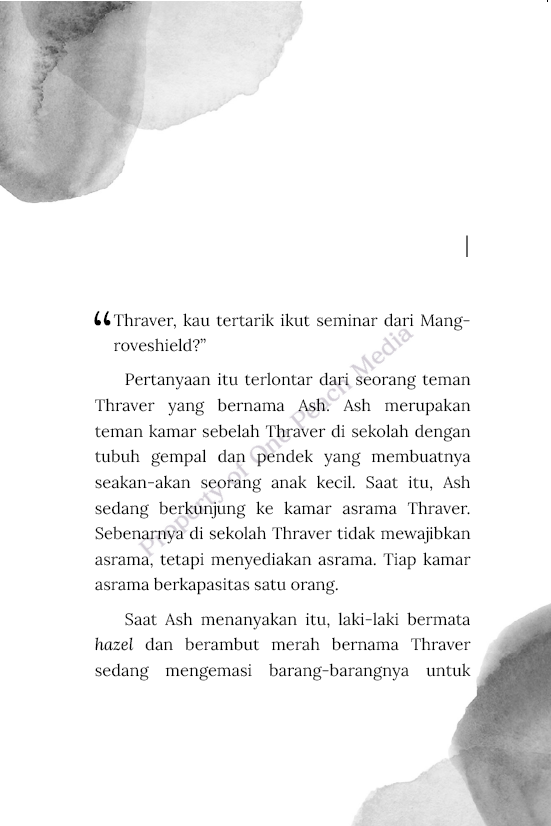 |
“Thraver, kau tertarik ikut seminar dari Mang-
roveshield?”
Pertanyaan itu terlontar dari seorang teman
Thraver yang bernama Ash. Ash merupakan
teman kamar sebelah Thraver di sekolah dengan
tubuh gempal dan pendek yang membuatnya
seakan-akan seorang anak kecil. Saat itu, Ash
sedang berkunjung ke kamar asrama Thraver.
Sebenarnya di sekolah Thraver tidak mewajibkan
asrama, tetapi menyediakan asrama. Tiap kamar
asrama berkapasitas satu orang.
Saat Ash menanyakan itu, laki-laki bermata
hazel dan berambut merah bernama Thraver
sedang mengemasi barang-barangnya untuk
Property of One Peach Media